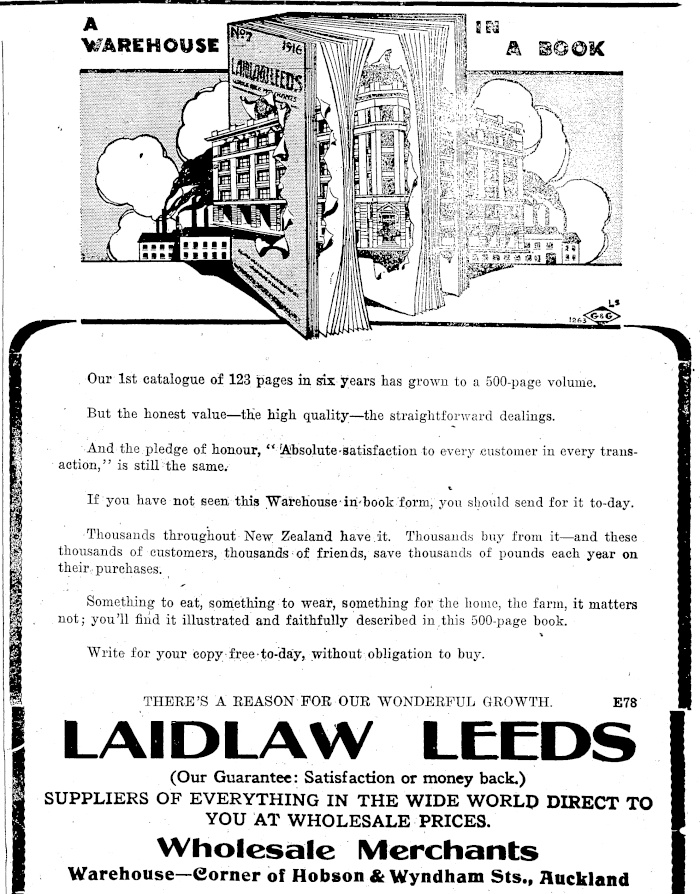 A
WAREHOUSE
IN
A BOOK
No 7
1916
LAIDLAW LEEDS
WHOLESALE MERCHANTS
LS
1263 G&G
Our 1st catalogue of 123 pages in six years has grown to a 500-page volume.
But the honest value—the high quality—the straightforward dealings.
And the pledge of honour, “Absolute satisfaction to every customer in every trans-
action,” is still the same.
If you have not seen this Warehouse in book form, you should send for it to-day.
Thousands throughout New Zealand have it. Thousands buy from it—and these
thousands of customers, thousands of friends, save thousands of pounds each year on
their purchases.
Something to eat, something to wear, something for the home, the farm, it matters
not; you’ll find it illustrated and faithfully described in this 500-page book.
Write for your copy free to-day, without obligation to buy.
THERE’S A REASON FOR OUR WONDERFUL GROWTH. E78
LAIDLAW LEEDS
(Our Guarantee: Satisfaction or money back.)
SUPPLIERS OF EVERYTHING IN THE WIDE WORLD DIRECT TO
YOU AT WHOLESALE PRICES.
Wholesale Merchants
Warehouse—Corner of Hobson & Wyndham Sts., Auckland